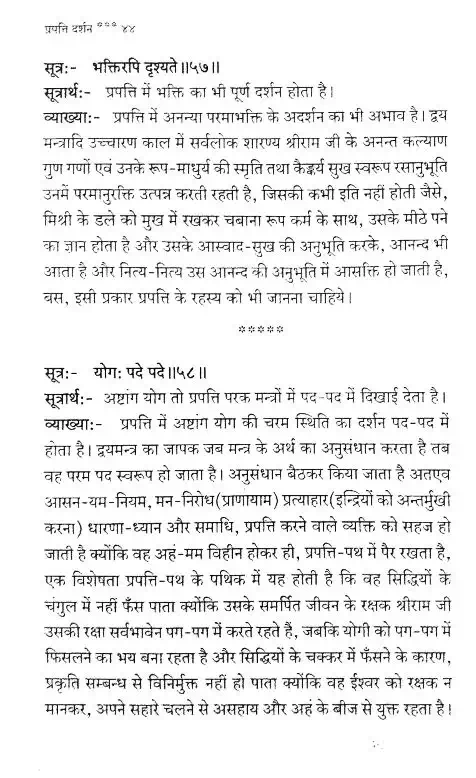 प्रपत्ति दर्शन *** ४४
सूत्रः- भक्तिरपि दृश्यते॥५७॥
सूत्रार्थः- प्रपत्ति में भक्ति का भी पूर्ण दर्शन होता है।
व्याख्याः- प्रपत्ति में अनन्या परमाभक्ति के अदर्शन का भी अभाव है। द्वय
मन्त्रादि उच्चारण काल में सर्वलोक शारण्य श्रीराम जी के अनन्त कल्याण
गुण गणों एवं उनके रूप-माधुर्य की स्मृति तथा कैङ्कर्य सुख स्वरूप रसानुभूति
उनमें परमानुरक्ति उत्पन्न करती रहती है, जिसकी कभी इति नहीं होती जैसे,
मिश्री के डले को मुख में रखकर चबाना रूप कर्म के साथ, उसके मीठे पने
का ज्ञान होता है और उसके आस्वाद-सुख की अनुभूति करके, आनन्द भी
आता है और नित्य-नित्य उस आनन्द की अनुभूति में आसक्ति हो जाती है,
बस, इसी प्रकार प्रपत्ति के रहस्य को भी जानना चाहिये।
*****
सूत्रः- योगः पदे पदे॥५८॥
सूत्रार्थः- अष्टांग योग तो प्रपत्ति परक मन्त्रों में पद-पद में दिखाई देता है।
व्याख्याः- प्रपत्ति में अष्टांग योग की चरम स्थिति का दर्शन पद-पद में
होता है। द्वयमन्त्र का जापक जब मन्त्र के अर्थ का अनुसंधान करता है तब
वह परम पद स्वरूप हो जाता है। अनुसंधान बैठकर किया जाता है अतएव
आसन-यम-नियम, मन-निरोध(प्राणायाम) प्रत्याहार(इन्द्रियों को अन्तर्मुखी
करना) धारणा-ध्यान और समाधि, प्रपत्ति करने वाले व्यक्ति को सहज हो
जाती है क्योंकि वह अहं-मम विहीन होकर ही, प्रपत्ति-पथ में पैर रखता है,
एक विशेषता प्रपत्ति-पथ के पथिक में यह होती है कि वह सिद्धियों के
चंगुल में नहीं फँस पाता क्योंकि उसके समर्पित जीवन के रक्षक श्रीराम जी
उसकी रक्षा सर्वभावेन पग-पग में करते रहते हैं, जबकि योगी को पग-पग में
फिसलने का भय बना रहता है और सिद्धियों के चक्कर में फँसने के कारण,
प्रकृति सम्बन्ध से विनिर्मुक्त नहीं हो पाता क्योंकि वह ईश्वर को रक्षक न
मानकर, अपने सहारे चलने से असहाय और अहं के बीज से युक्त रहता है।